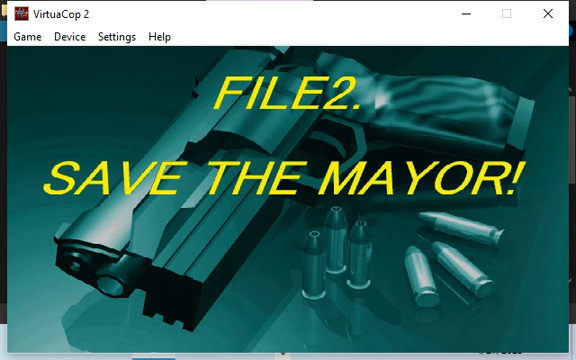 VirtuaCop 2
Game Device Settings Help
FILE2.
SAVE THE MAYOR!